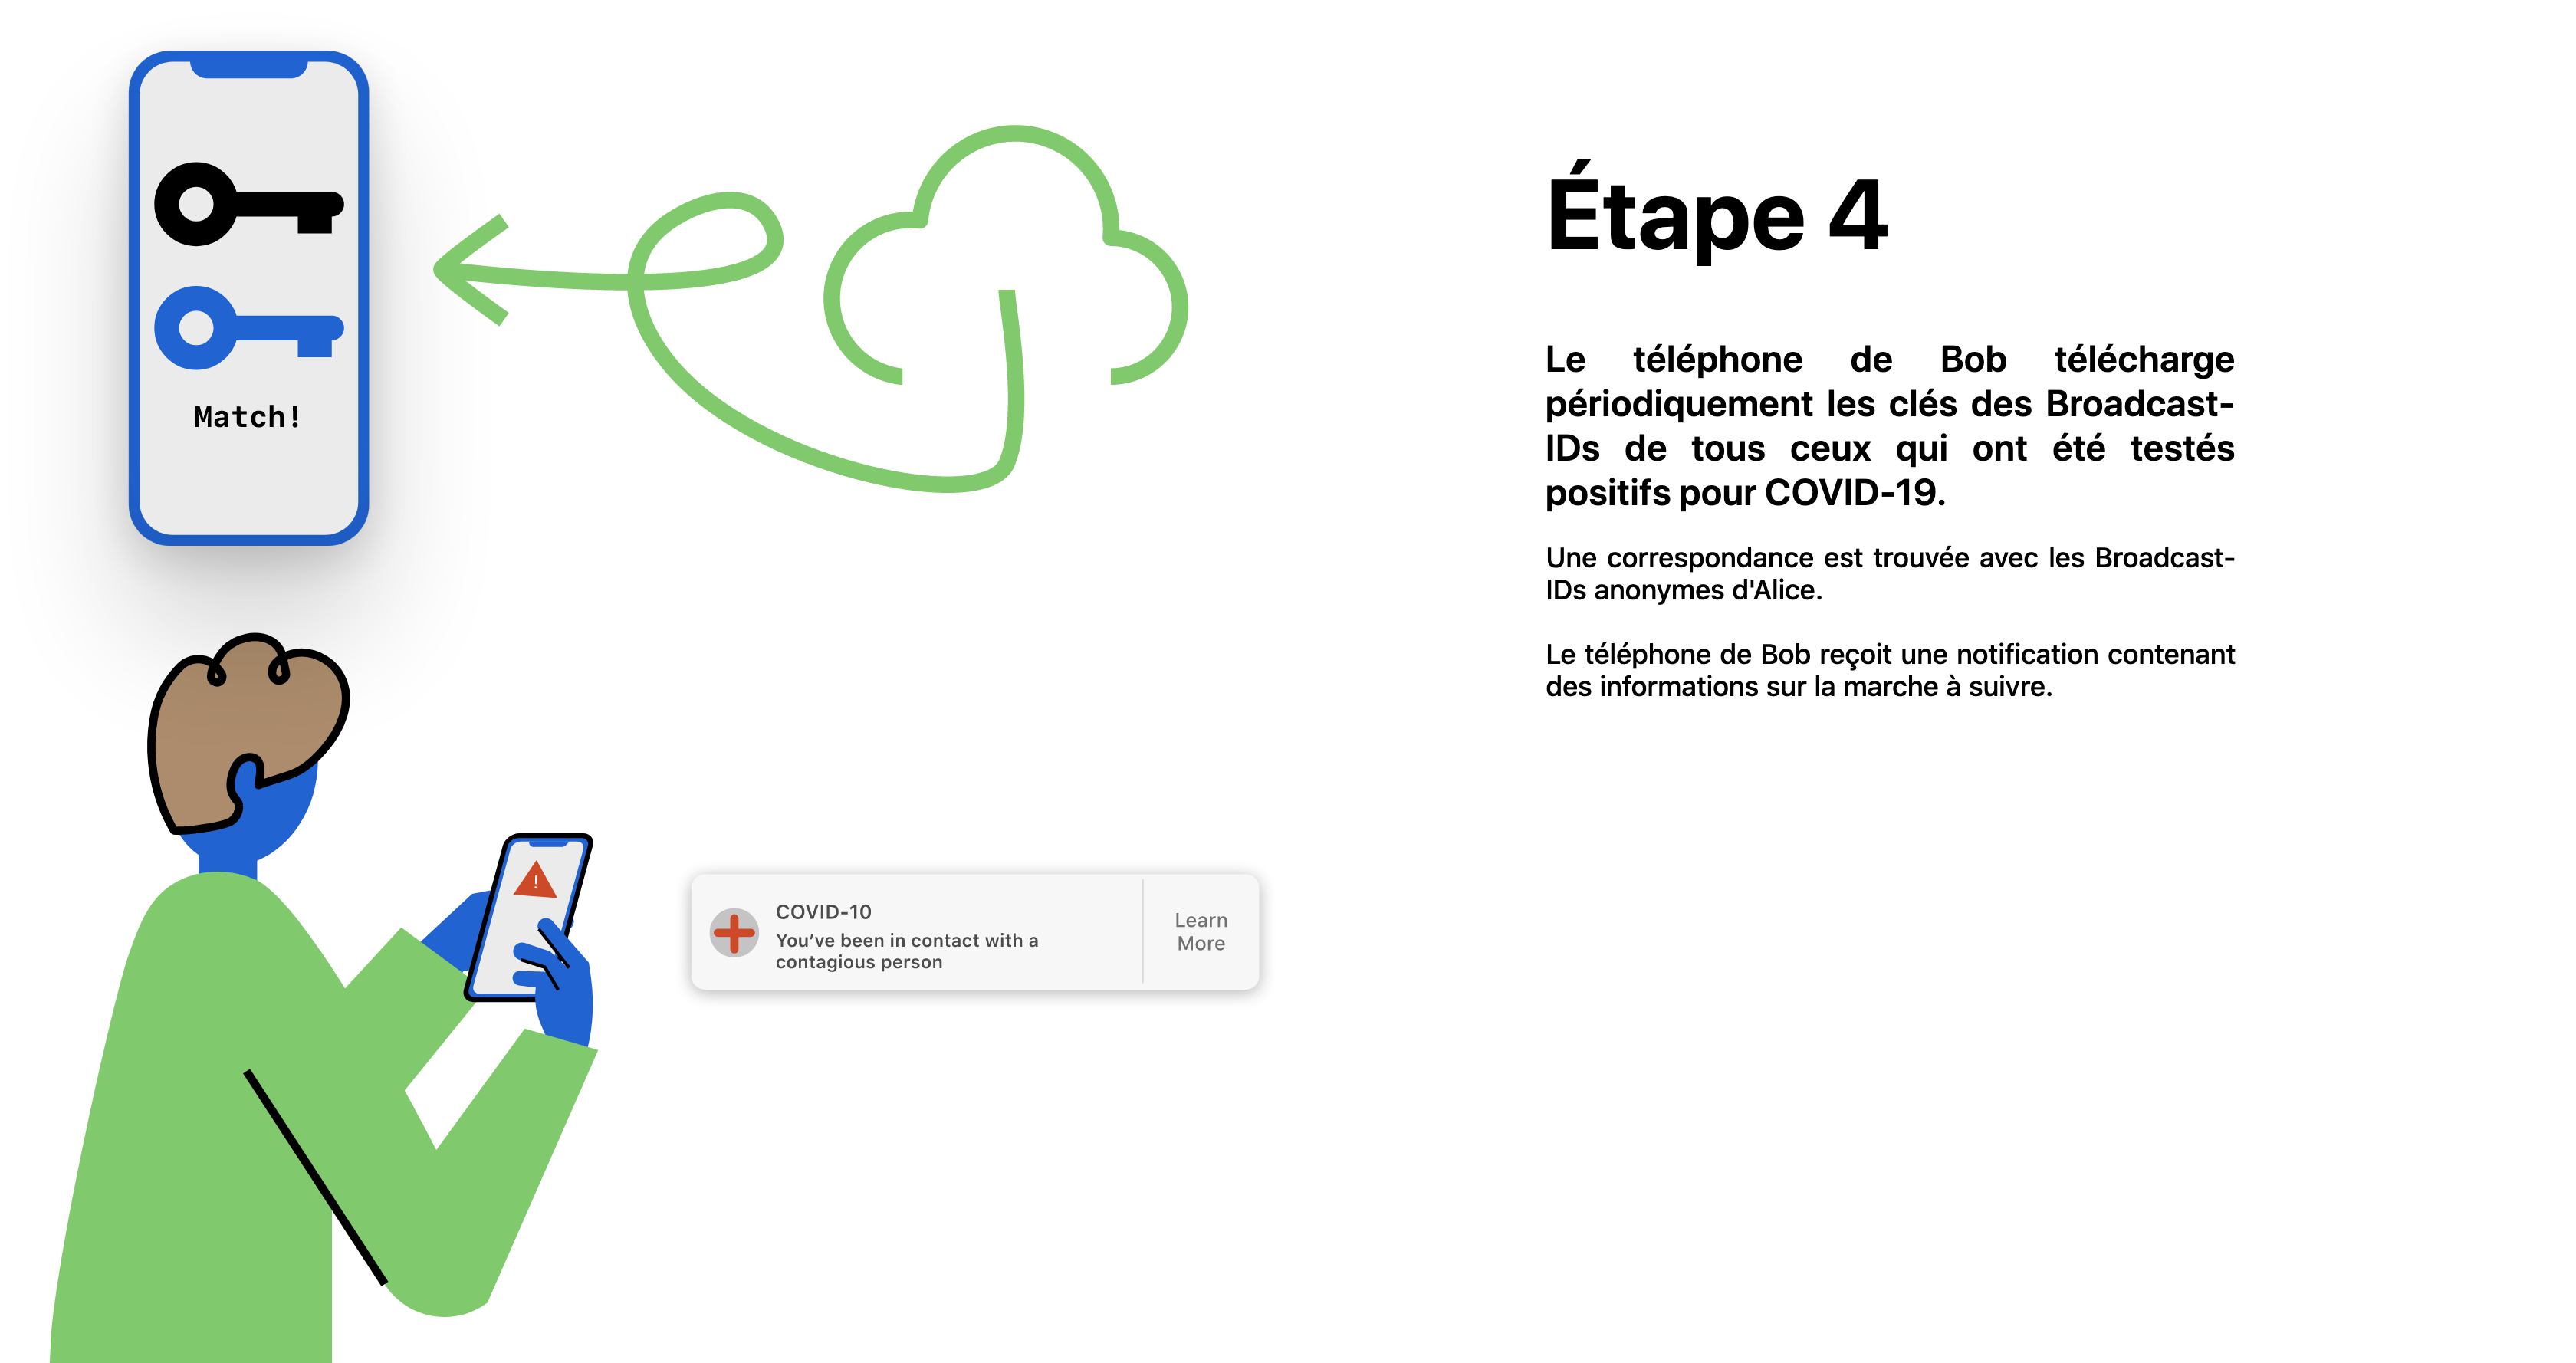 Match!
Étape 4
Le téléphone de Bob télécharge
périodiquement les clés des Broadcast-
IDs de tous ceux qui ont été testés
positifs pour COVID-19.
Une correspondance est trouvée avec les Broadcast-
IDs anonymes d'Alice.
Le téléphone de Bob reçoit une notification contenant
des informations sur la marche à suivre.
!
COVID-10
You’ve been in contact with a
contagious person
Learn
More